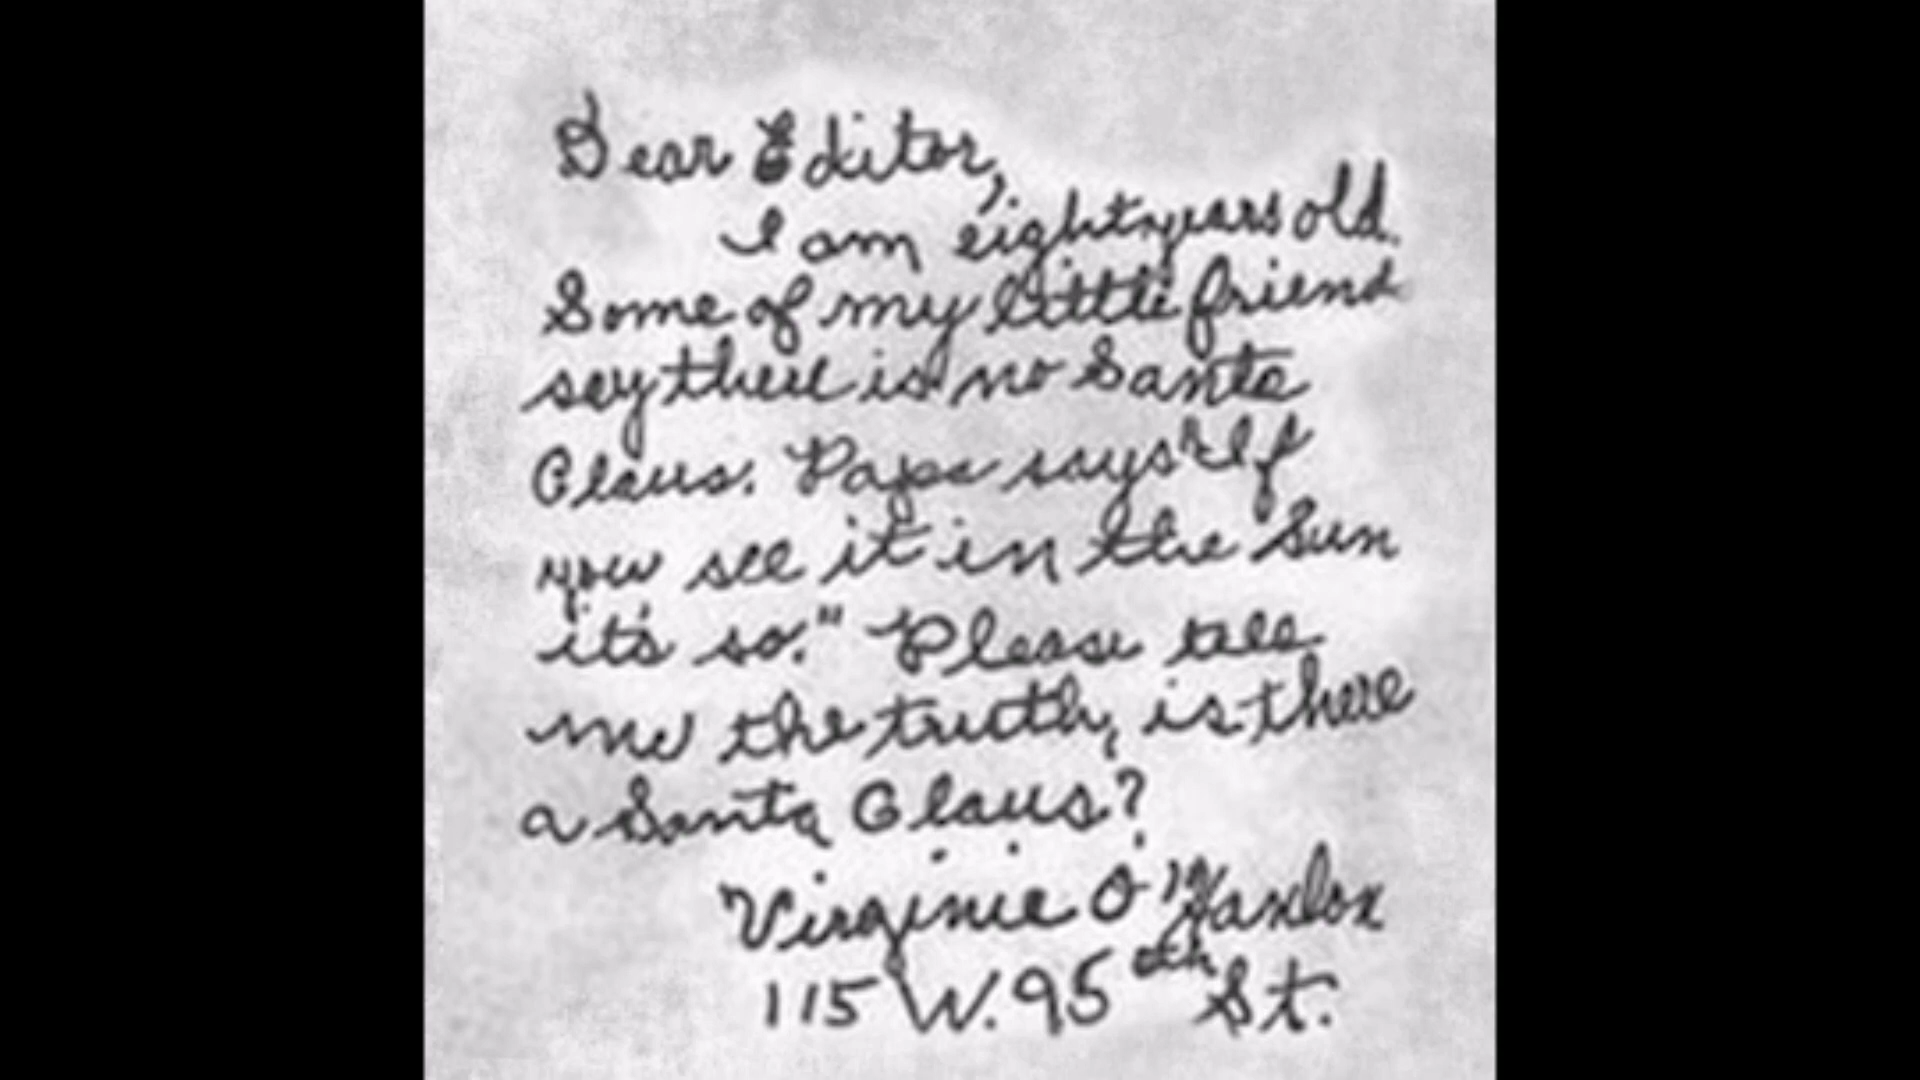 Dear Editor,
I am eight years old.
Some of my little friend
say there is no Santa
Claus. Papa says "If
you see it in the Sun
it's so." Please tell
me the truth, is there
a Santa Claus?
Virginia O'Hanlon
115 W. 95th St.